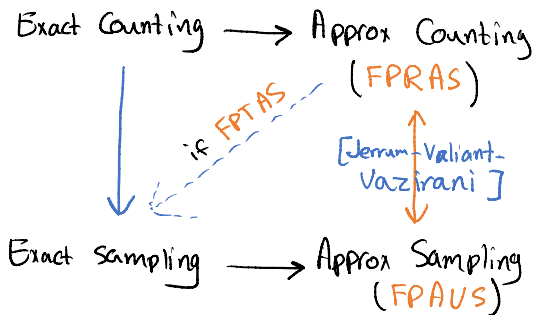 Exact Counting
Approx Counting
(FPRAS)
if FPTAS
[Jerrum-Valiant-
Vazirani]
Exact Sampling
Approx Sampling
(FPAUS)